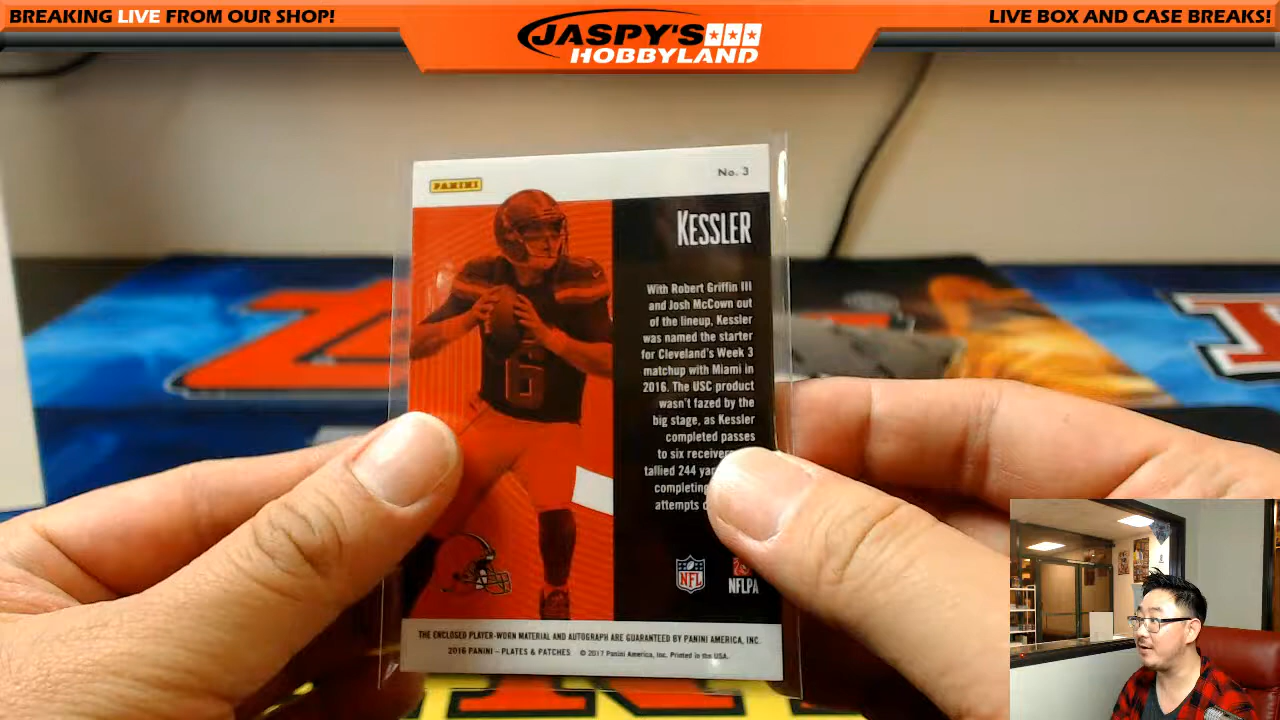 BREAKING LIVE FROM OUR SHOP!
JASPY'S
HOBBYLAND
LIVE BOX AND CASE BREAKS!
PANINI
No. 3
KESSLER
With Robert Griffin III
and Josh McCown out
of the lineup, Kessler
was named the starter
for Cleveland's Week 3
matchup with Miami in
2016. The USC product
wasn't fazed by the
big stage, as Kessler
completed passes
to six
tallied 244
completing
attempts
6
NFL
NFLPA
THE ENCLOSED PLAYER-WORN MATERIAL AND AUTOGRAPH ARE GUARANTEED BY PANINI AMERICA, INC.
2016 PANINI – PLATES & PATCHES © 2017 Panini America, Inc. Printed in the USA.